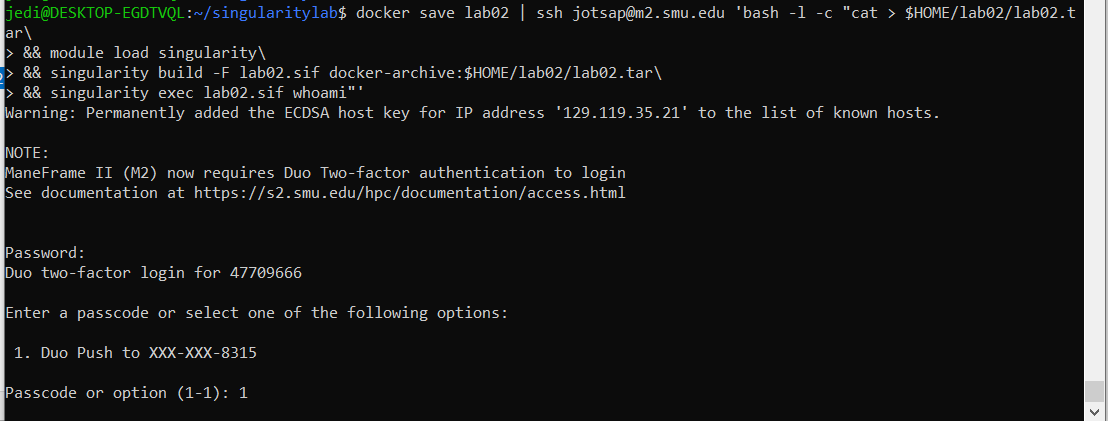 jedi@DESKTOP-EGDTVQL:~/singularitylab$ docker save lab02 | ssh jotsap@m2.smu.edu 'bash -l -c "cat > $HOME/lab02/lab02.t
ar\
> && module load singularity\
> && singularity build -F lab02.sif docker-archive:$HOME/lab02/lab02.tar\
> && singularity exec lab02.sif whoami"'
Warning: Permanently added the ECDSA host key for IP address '129.119.35.21' to the list of known hosts.
NOTE:
ManeFrame II (M2) now requires Duo Two-factor authentication to login
See documentation at https://s2.smu.edu/hpc/documentation/access.html
Password:
Duo two-factor login for 47709666
Enter a passcode or select one of the following options:
1. Duo Push to XXX-XXX-8315
Passcode or option (1-1): 1